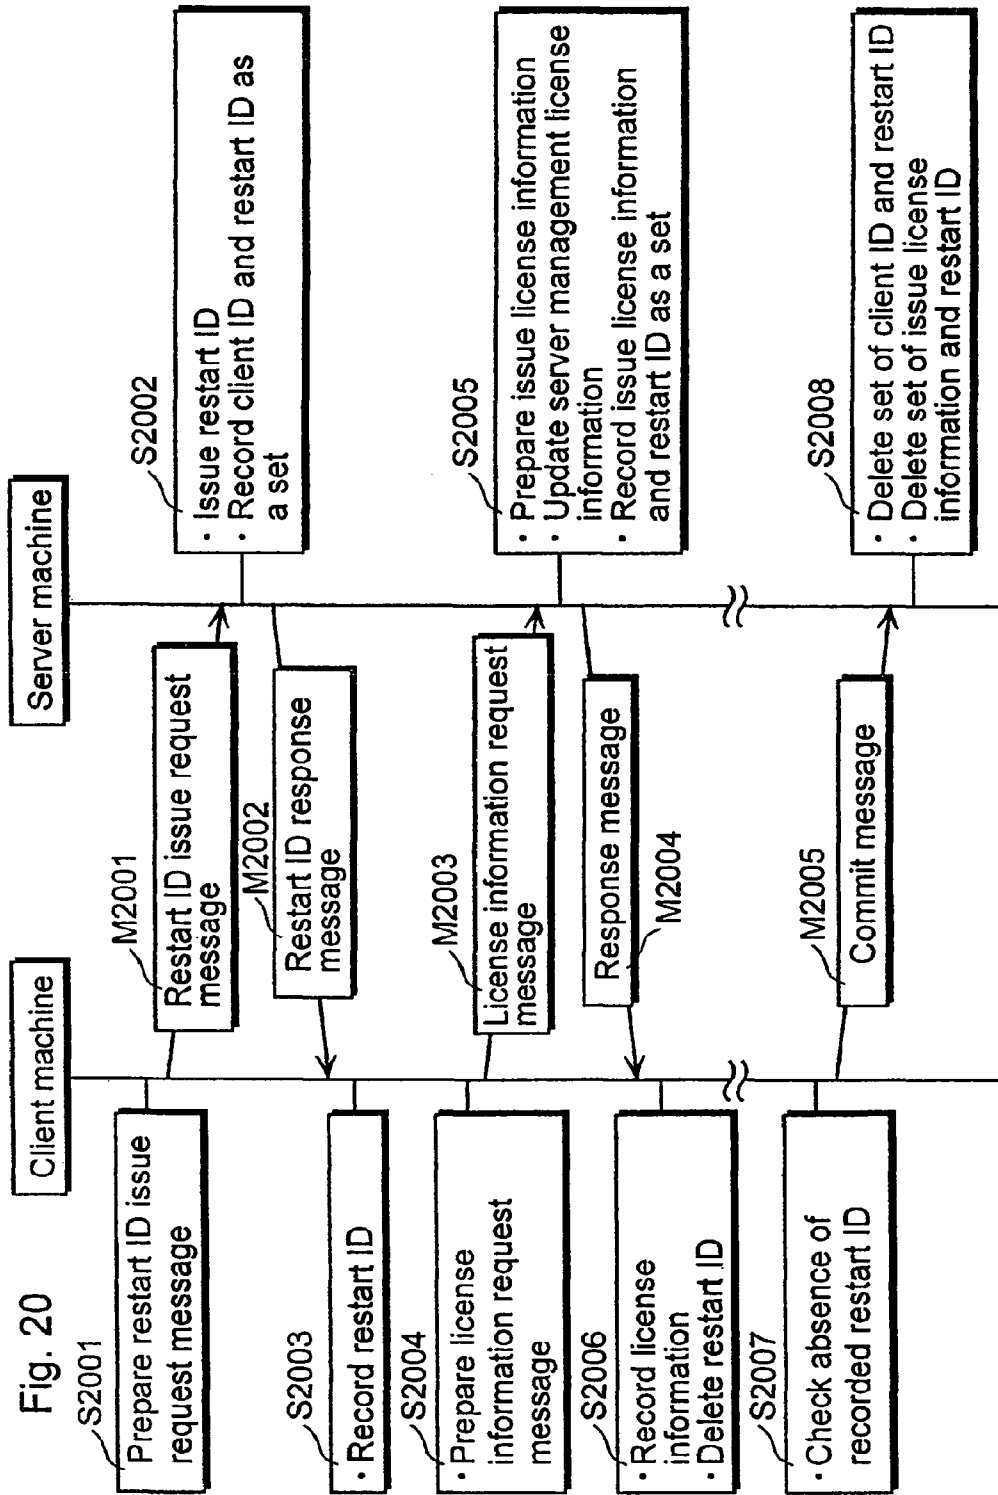 Fig. 20
Client machine
Server machine
S2001
Prepare restart ID issue
request message
M2001
Restart ID issue request
message
S2002
· Issue restart ID
· Record client ID and restart ID as
a set
M2002
Restart ID response
message
S2003
· Record restart ID
S2004
· Prepare license
information request
message
M2003
License information request
message
S2005
· Prepare issue license information
· Update server management license
information
· Record issue license information
and restart ID as a set
Response message
M2004
S2006
· Record license
information
· Delete restart ID
S2007
· Check absence of
recorded restart ID
M2005
Commit message
S2008
· Delete set of client ID and restart ID
· Delete set of issue license
information and restart ID